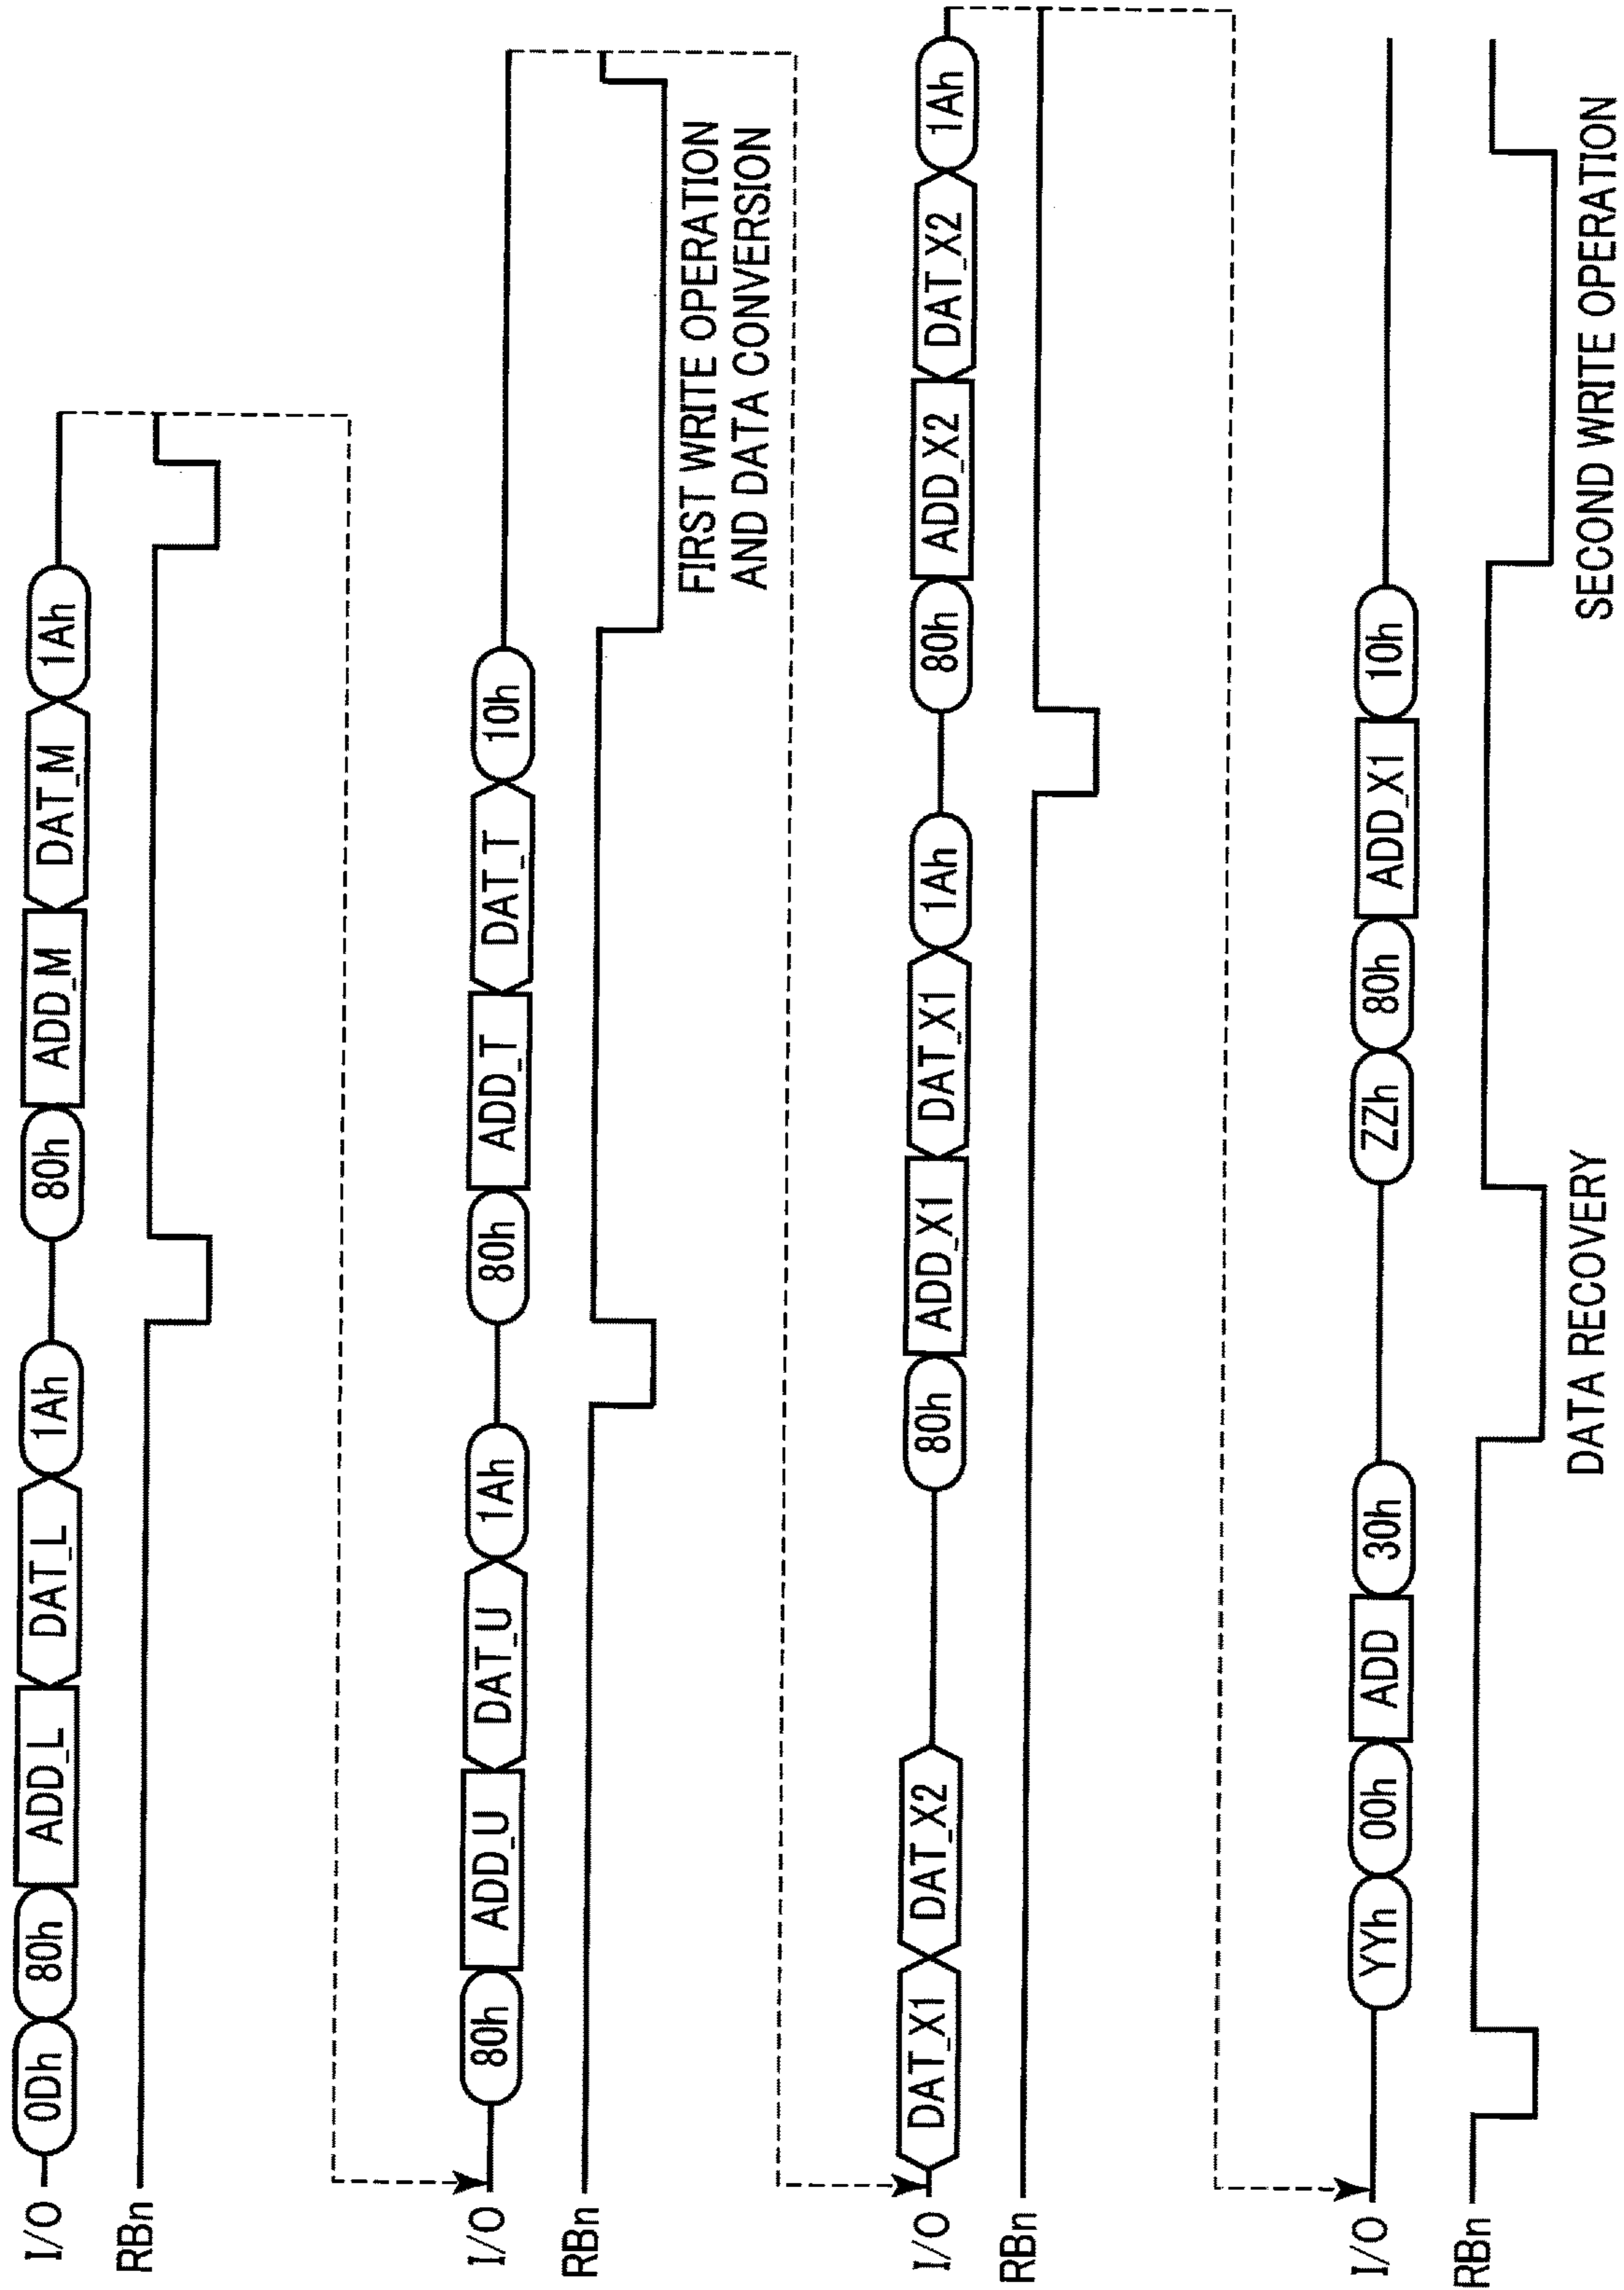 I/O 0Dh 80h ADD_L DAT_L 1Ah 80h ADD_M DAT_M 1Ah
RBn
I/O 80h ADD_U DAT_U 1Ah 80h ADD_T DAT_T 10h
RBn
FIRST WRITE OPERATION
AND DATA CONVERSION
I/O DAT_X1 DAT_X2 80h ADD_X1 DAT_X1 1Ah 80h ADD_X2 DAT_X2 1Ah
RBn
I/O YYh 00h ADD 30h ZZh 80h ADD_X1 10h
RBn
DATA RECOVERY SECOND WRITE OPERATION